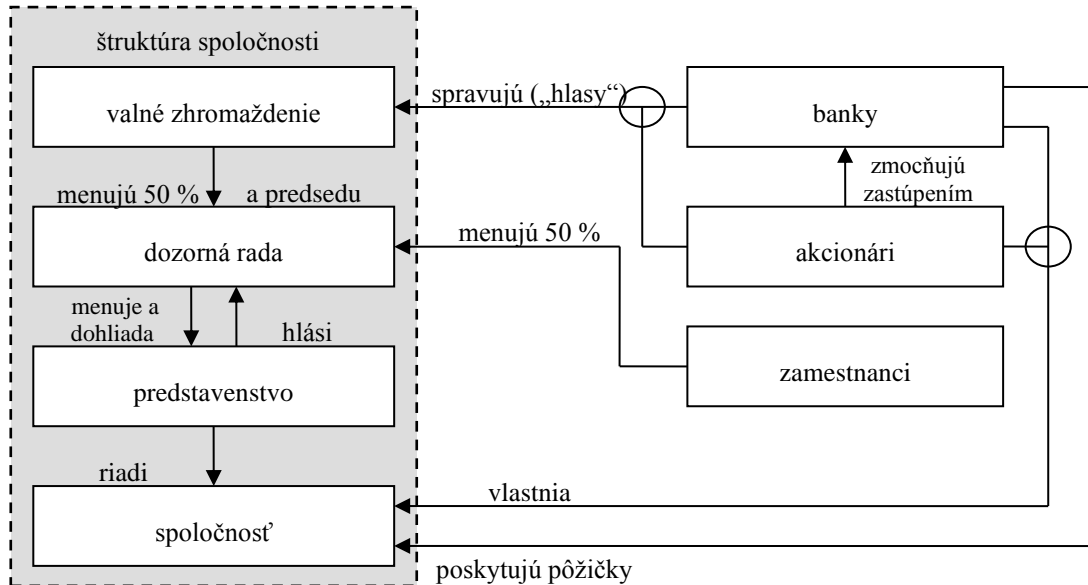 štruktúra spoločnosti
valné zhromaždenie
spravujú („hlasy“)
banky
menujú 50 % a predsedu
zmocňujú
zastúpením
dozorná rada
menujú 50 %
akcionári
menuje a
dohliada
hlási
predstavenstvo
zamestnanci
riadi
spoločnosť
vlastnia
poskytujú pôžičky